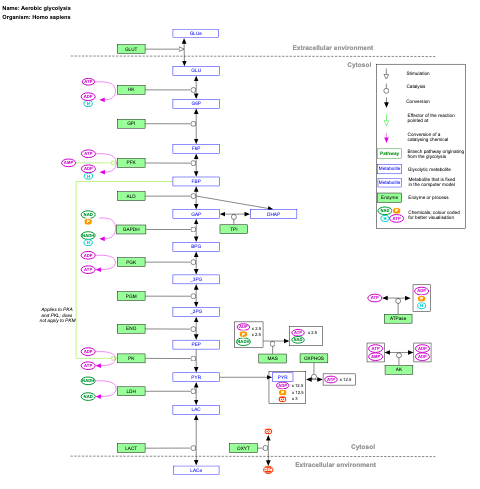 Name: Aerobic glycolysis
Organism: Homo sapiens
GLUe
GLUT
Extracellular environment
Cytosol
GLU
ATP
HK
ADP
H
G6P
GPI
F6P
ATP
AMP
PFK
ADP
H
FBP
ALD
GAP
DHAP
NAD
P
GAPDH
TPI
NADH
H
BPG
ADP
PGK
ATP
_3PG
PGM
_2PG
Applies to PKA
and PKL; does
not apply to PKM
ENO
PEP
ADP
PK
ATP
PYR
NADH
LDH
NAD
LAC
LACT
OXYT
O2
Cytosol
Extracellular environment
LACe
O2e
ADP x 2.5
P x 2.5
NADH
ATP x 2.5
NAD
MAS
OXPHOS
PYR
ADP x 12.5
P x 12.5
O2 x 3
ATP x 12.5
ATP
ADP
P
H
ATPase
ATP
AMP
ADP
ADP
AK
Stimulation
Catalysis
Conversion
Effector of the reaction
pointed at
Conversion of a
catalysing chemical
Pathway
Branch pathway originating
from the glycolysis
Metabolite
Glycolytic metabolite
Metabolite
Metabolite that is fixed
in the computer model
Enzyme
Enzyme or process
NAD P
H ATP
Chemicals; colour coded
for better visualisation